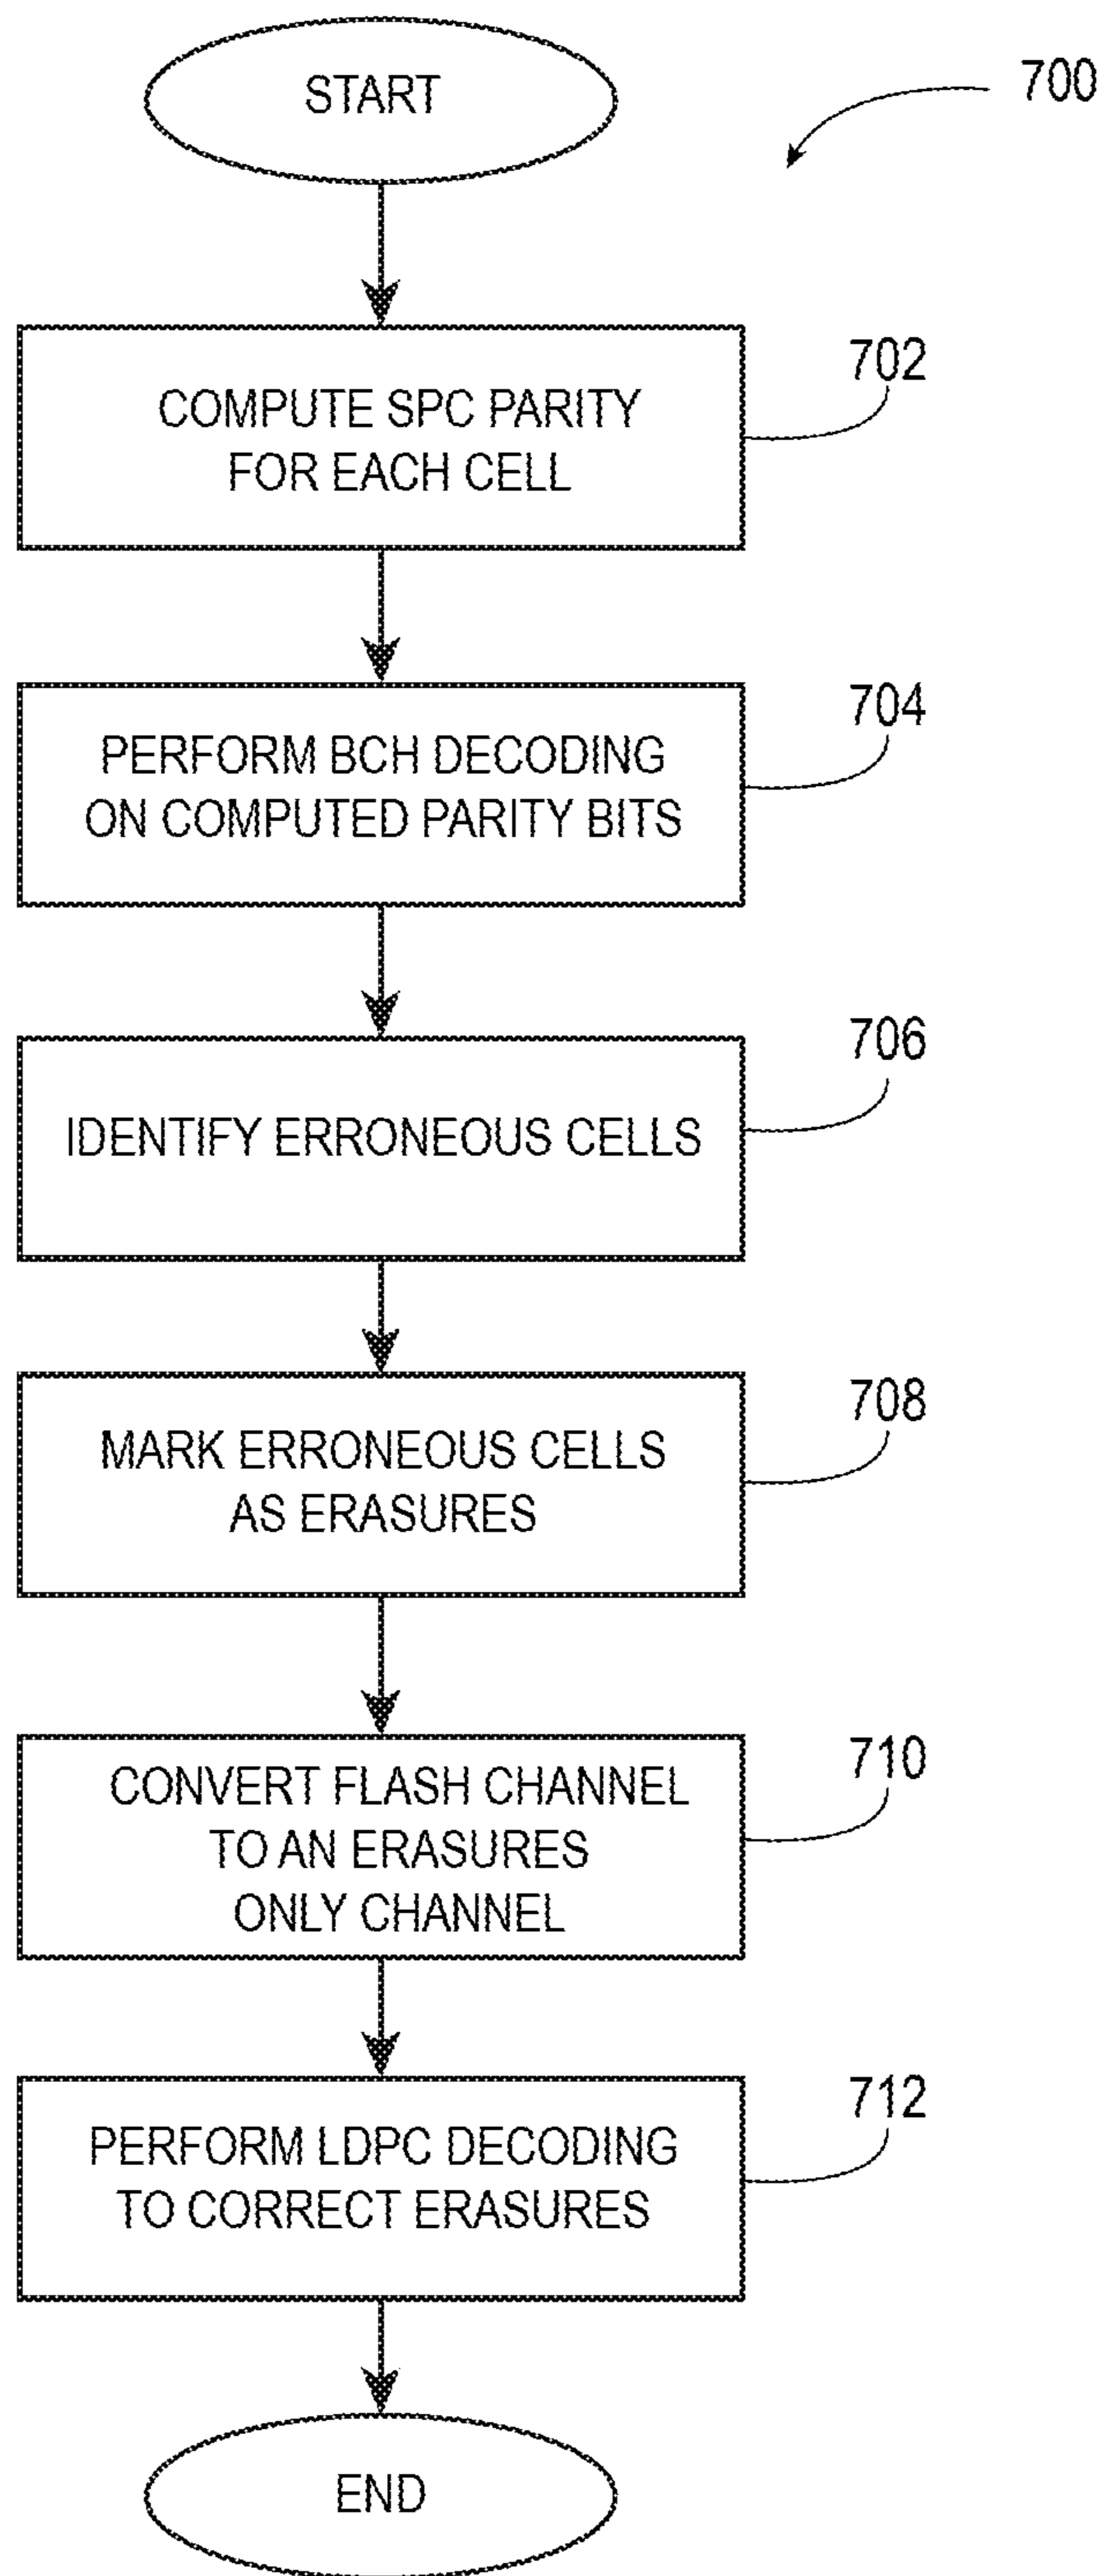 START
700
COMPUTE SPC PARITY
FOR EACH CELL
702
PERFORM BCH DECODING
ON COMPUTED PARITY BITS
704
IDENTIFY ERRONEOUS CELLS
706
MARK ERRONEOUS CELLS
AS ERASURES
708
CONVERT FLASH CHANNEL
TO AN ERASURES
ONLY CHANNEL
710
PERFORM LDPC DECODING
TO CORRECT ERASURES
712
END